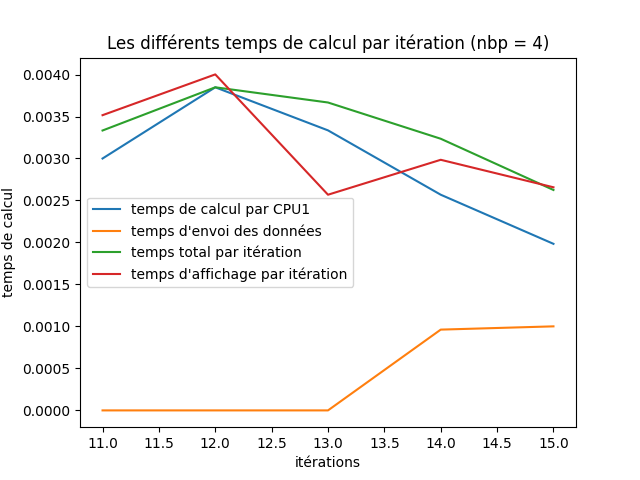 Les différents temps de calcul par itération (nbp = 4)
temps de calcul
0.0040
0.0035
0.0030
0.0025
0.0020
0.0015
0.0010
0.0005
0.0000
temps de calcul par CPU1
temps d'envoi des données
temps total par itération
temps d'affichage par itération
11.0 11.5 12.0 12.5 13.0 13.5 14.0 14.5 15.0
itérations